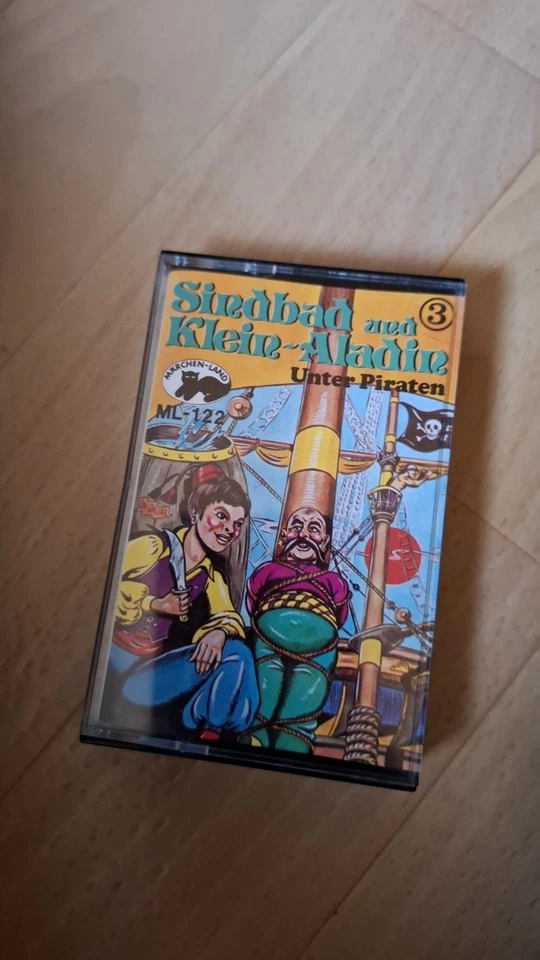 Sindbad und
Klein-Aladin
3
Unter Piraten
MÄRCHEN-LAND
ML-122